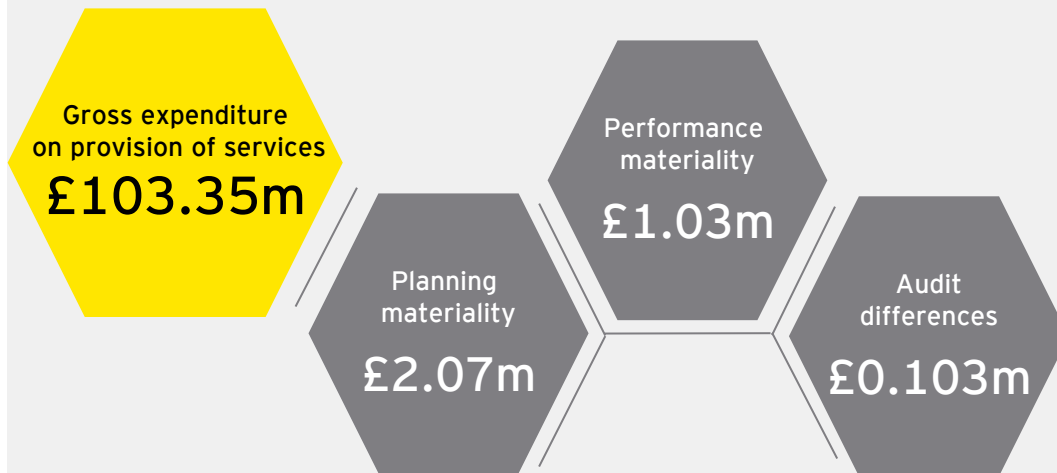 Gross expenditure
on provision of services
£103.35m
Planning
materiality
£2.07m
Performance
materiality
£1.03m
Audit
differences
£0.103m